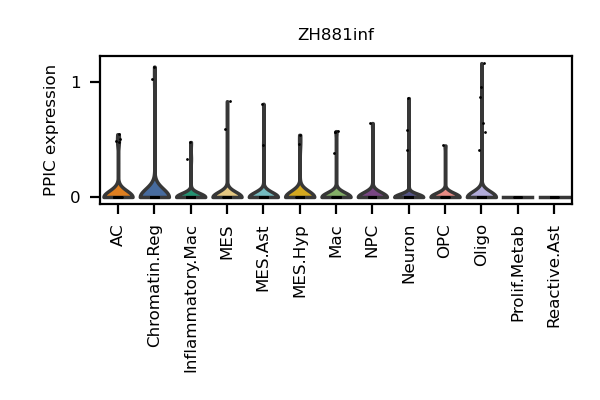 ZH881inf
PPIC expression
1
0
AC
Chromatin.Reg
Inflammatory.Mac
MES
MES.Ast
MES.Hyp
Mac
NPC
Neuron
OPC
Oligo
Prolif.Metab
Reactive.Ast